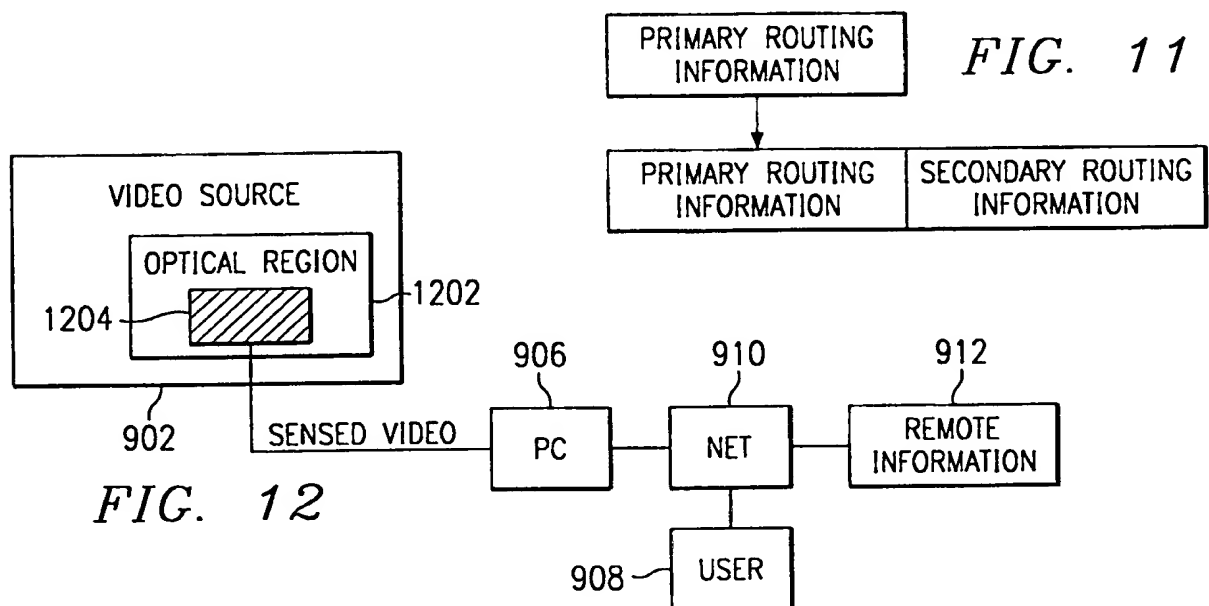 PRIMARY ROUTING
INFORMATION
FIG. 11
PRIMARY ROUTING
INFORMATION
SECONDARY ROUTING
INFORMATION
VIDEO SOURCE
OPTICAL REGION
1202
1204
902
SENSED VIDEO
906
PC
910
NET
912
REMOTE
INFORMATION
908
USER
FIG. 12